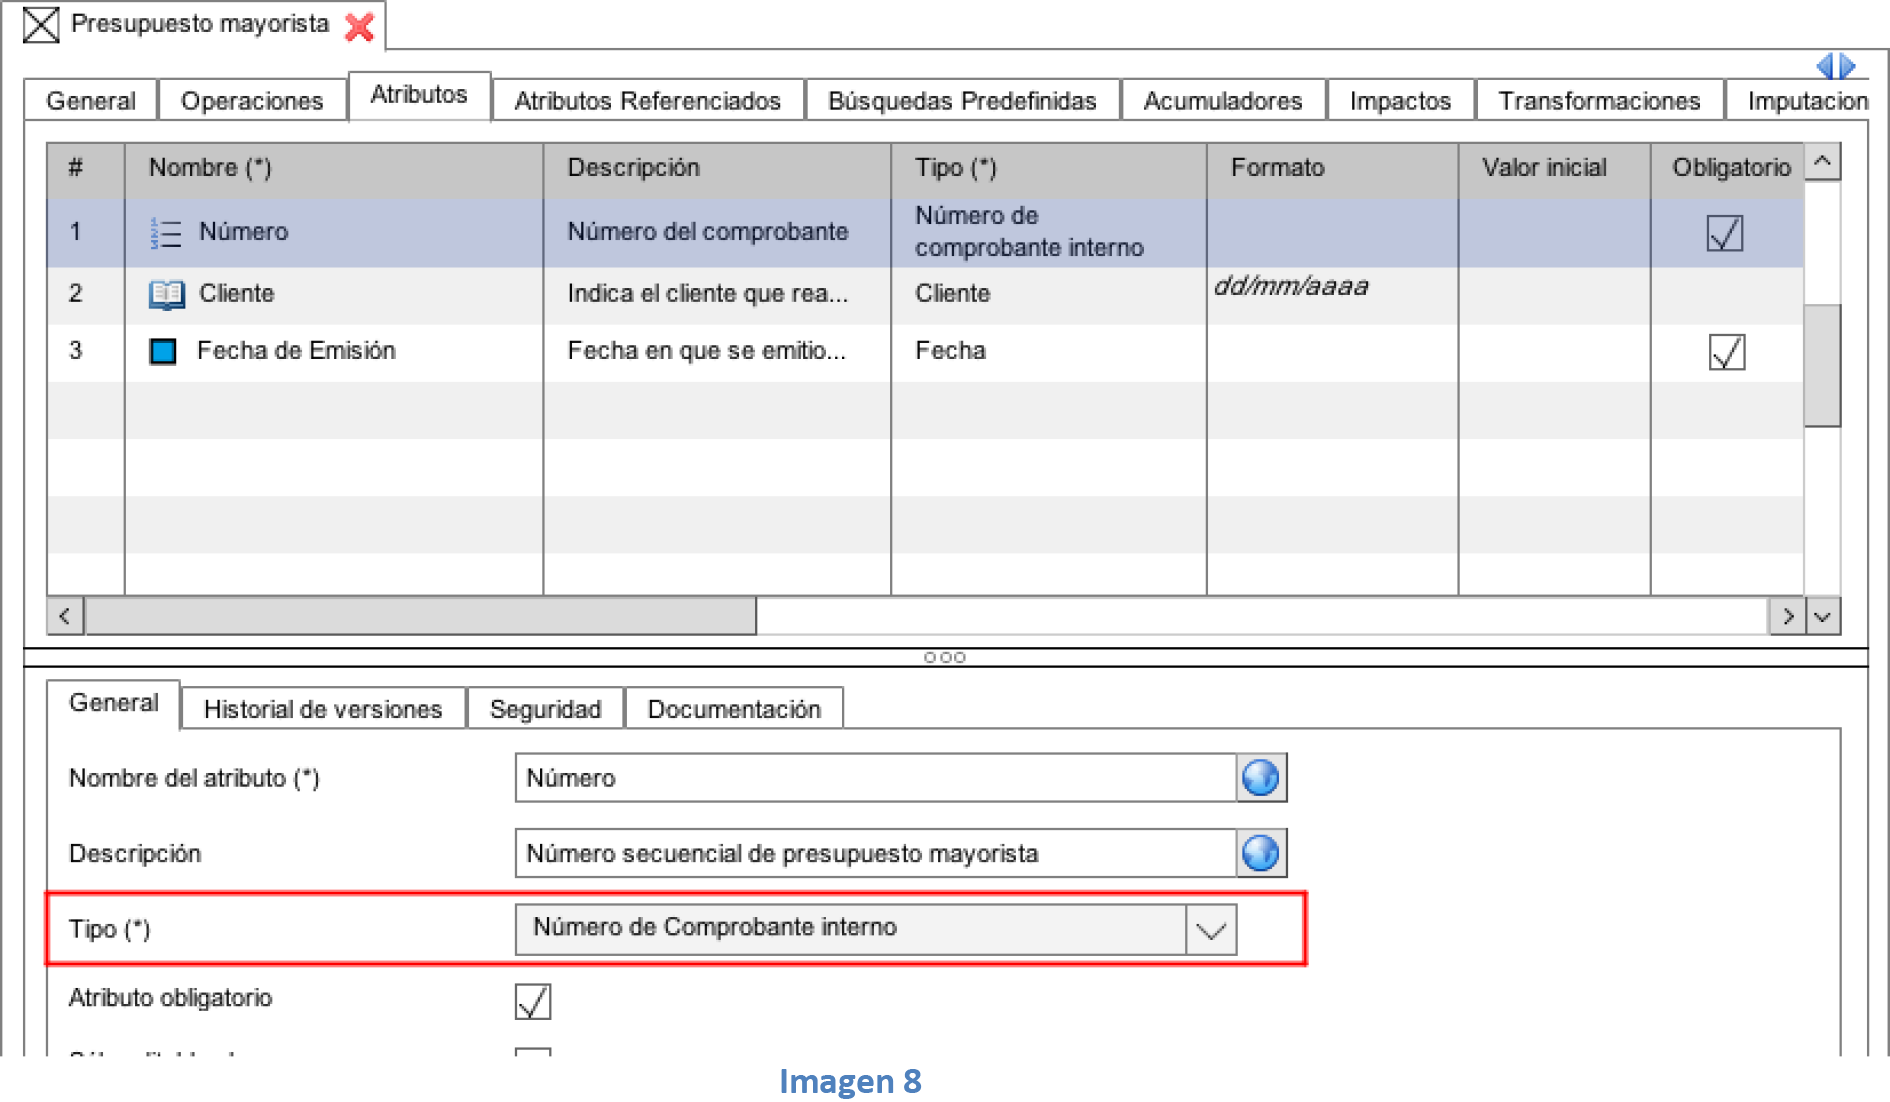 Presupuesto mayorista
General Operaciones Atributos Atributos Referenciados Búsquedas Predefinidas Acumuladores Impactos Transformaciones Imputacion
# Nombre (*) Descripción Tipo (*) Formato Valor inicial Obligatorio
1 Número Número del comprobante Número de
comprobante interno
2 Cliente Indica el cliente que rea... Cliente dd/mm/aaaa
3 Fecha de Emisión Fecha en que se emitio... Fecha
General Historial de versiones Seguridad Documentación
Nombre del atributo (*) Número
Descripción Número secuencial de presupuesto mayorista
Tipo (*) Número de Comprobante interno
Atributo obligatorio
Imagen 8